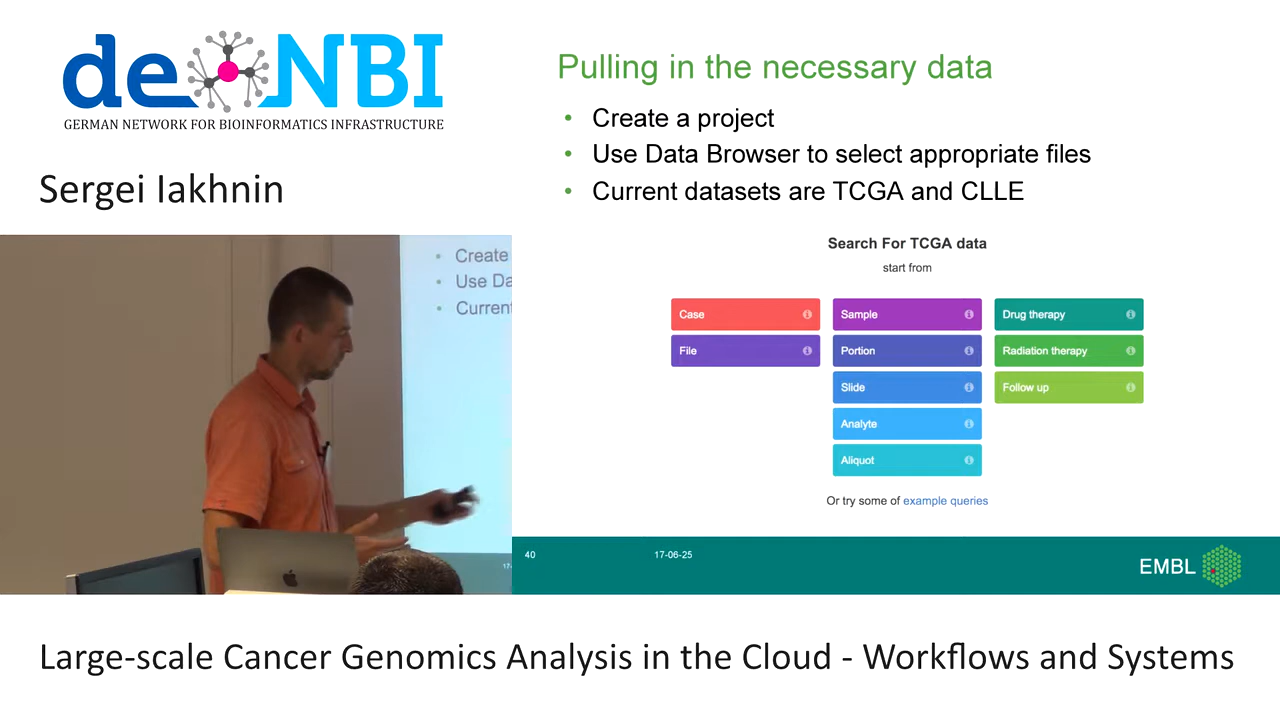 de NBI
GERMAN NETWORK FOR BIOINFORMATICS INFRASTRUCTURE
Sergei Iakhnin
• Create
• Use Da
• Current
17-
Pulling in the necessary data
• Create a project
• Use Data Browser to select appropriate files
• Current datasets are TCGA and CLLE
Search For TCGA data
start from
Case
File
Sample
Portion
Slide
Analyte
Aliquot
Drug therapy
Radiation therapy
Follow up
Or try some of example queries
40
17-06-25
EMBL
Large-scale Cancer Genomics Analysis in the Cloud - Workflows and Systems